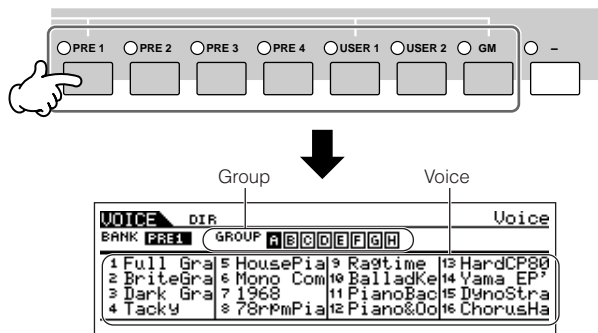 PRE 1 PRE 2 PRE 3 PRE 4 USER 1 USER 2 GM –
Group Voice
VOICE DIR Voice
BANK PRE1 GROUP A B C D E F G H
1 Full Gra 5 HousePia 9 Ragtime 13 HardCP80
2 BriteGra 6 Mono Com 10 BalladKe 14 Yama EP'
3 Dark Gra 7 1968 11 PianoBac 15 DynoStra
4 Tacky 8 78rpmPia 12 Piano&Oo 16 ChorusHa